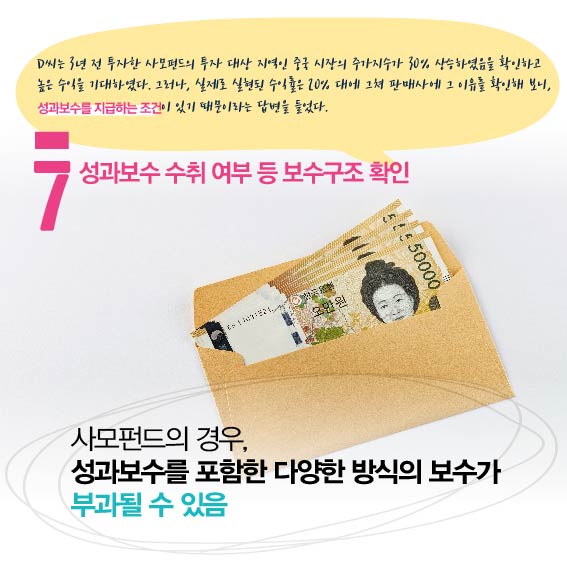 D씨는 3년 전 투자한 사모펀드의 투자 대상 지역인 중국 시장의 주가지수가 30% 상승하였음을 확인하고
높은 수익을 기대하였다. 그러나, 실제로 실현된 수익률은 20% 대에 그쳐 판매사에 그 이유를 확인해 보니,
성과보수를 지급하는 조건이 있기 때문이라는 답변을 들었다.
7 성과보수 수취 여부 등 보수구조 확인
50000
오만원
사모펀드의 경우,
성과보수를 포함한 다양한 방식의 보수가
부과될 수 있음